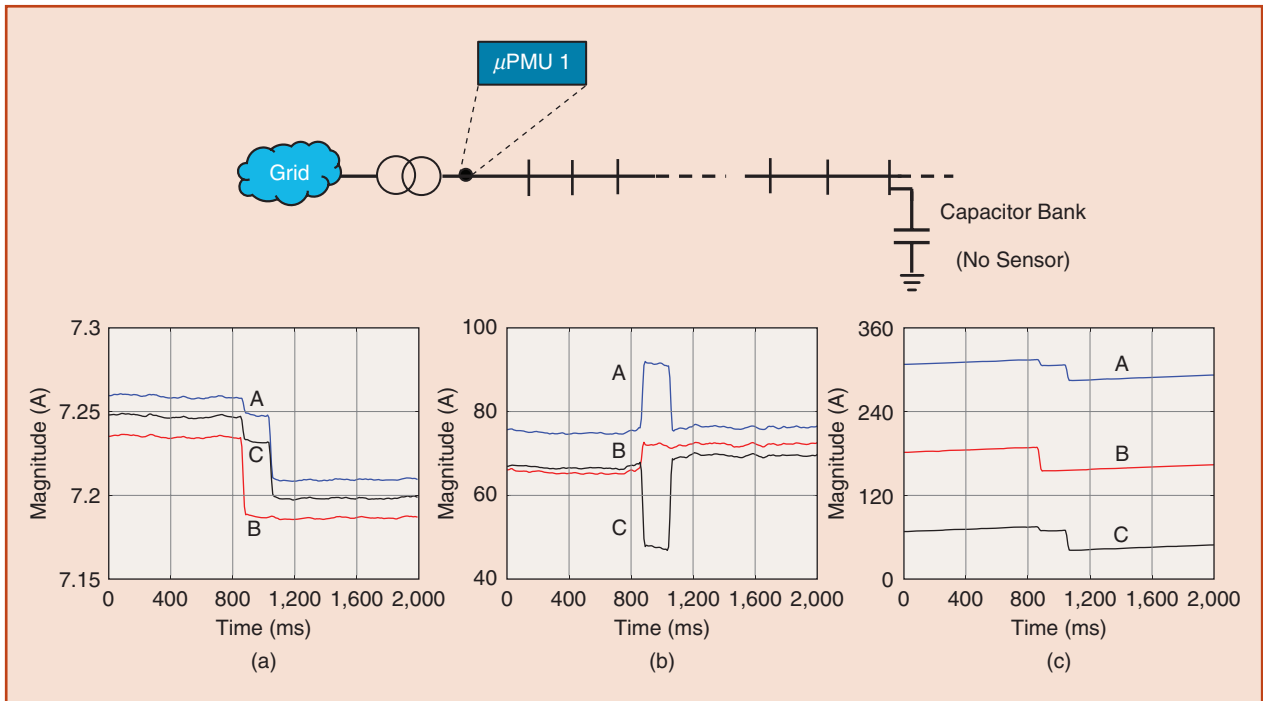 μPMU 1
Grid
Capacitor Bank
(No Sensor)
Magnitude (A)
7.3
7.25
7.2
7.15
A
C
B
0 400 800 1,200 1,600 2,000
Time (ms)
(a)
Magnitude (A)
100
80
60
40
A
B
C
0 400 800 1,200 1,600 2,000
Time (ms)
(b)
Magnitude (A)
360
240
120
0
A
B
C
0 400 800 1,200 1,600 2,000
Time (ms)
(c)